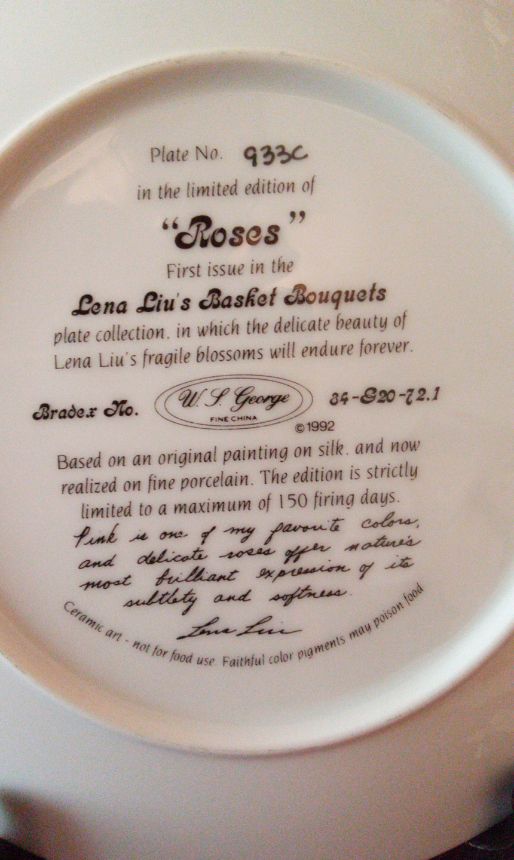 Plate No. 933C
in the limited edition of
“Roses”
First issue in the
Lena Liu's Basket Bouquets
plate collection, in which the delicate beauty of
Lena Liu's fragile blossoms will endure forever.
Bradex No. W. S. George 84-G20-72.1
FINE CHINA
©1992
Based on an original painting on silk, and now
realized on fine porcelain. The edition is strictly
limited to a maximum of 150 firing days.
Pink is one of my favorite colors,
and delicate roses offer nature's
most brilliant expression of its
subtlety and softness.
Lena Liu
Ceramic art - not for food use. Faithful color pigments may poison food